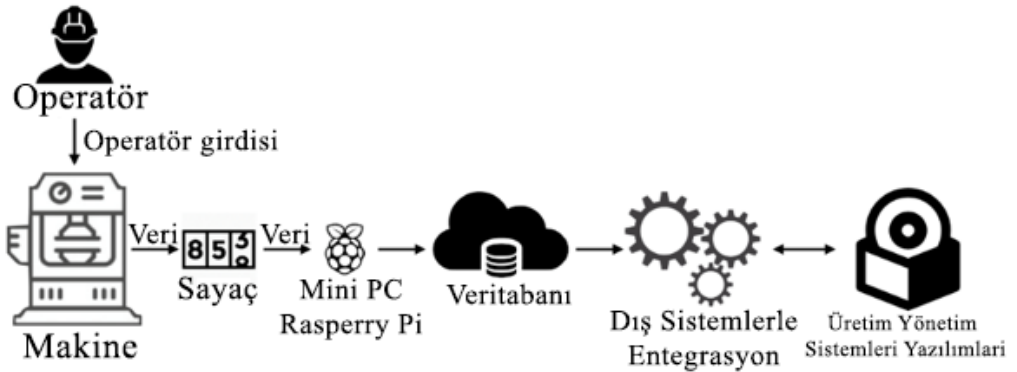 Operatör
Operatör girdisi
Veri
Veri
Sayaç
Mini PC
Rasperry Pi
Makine
Veritabanı
Dış Sistemlerle
Entegrasyon
Üretim Yönetim
Sistemleri Yazılımlari